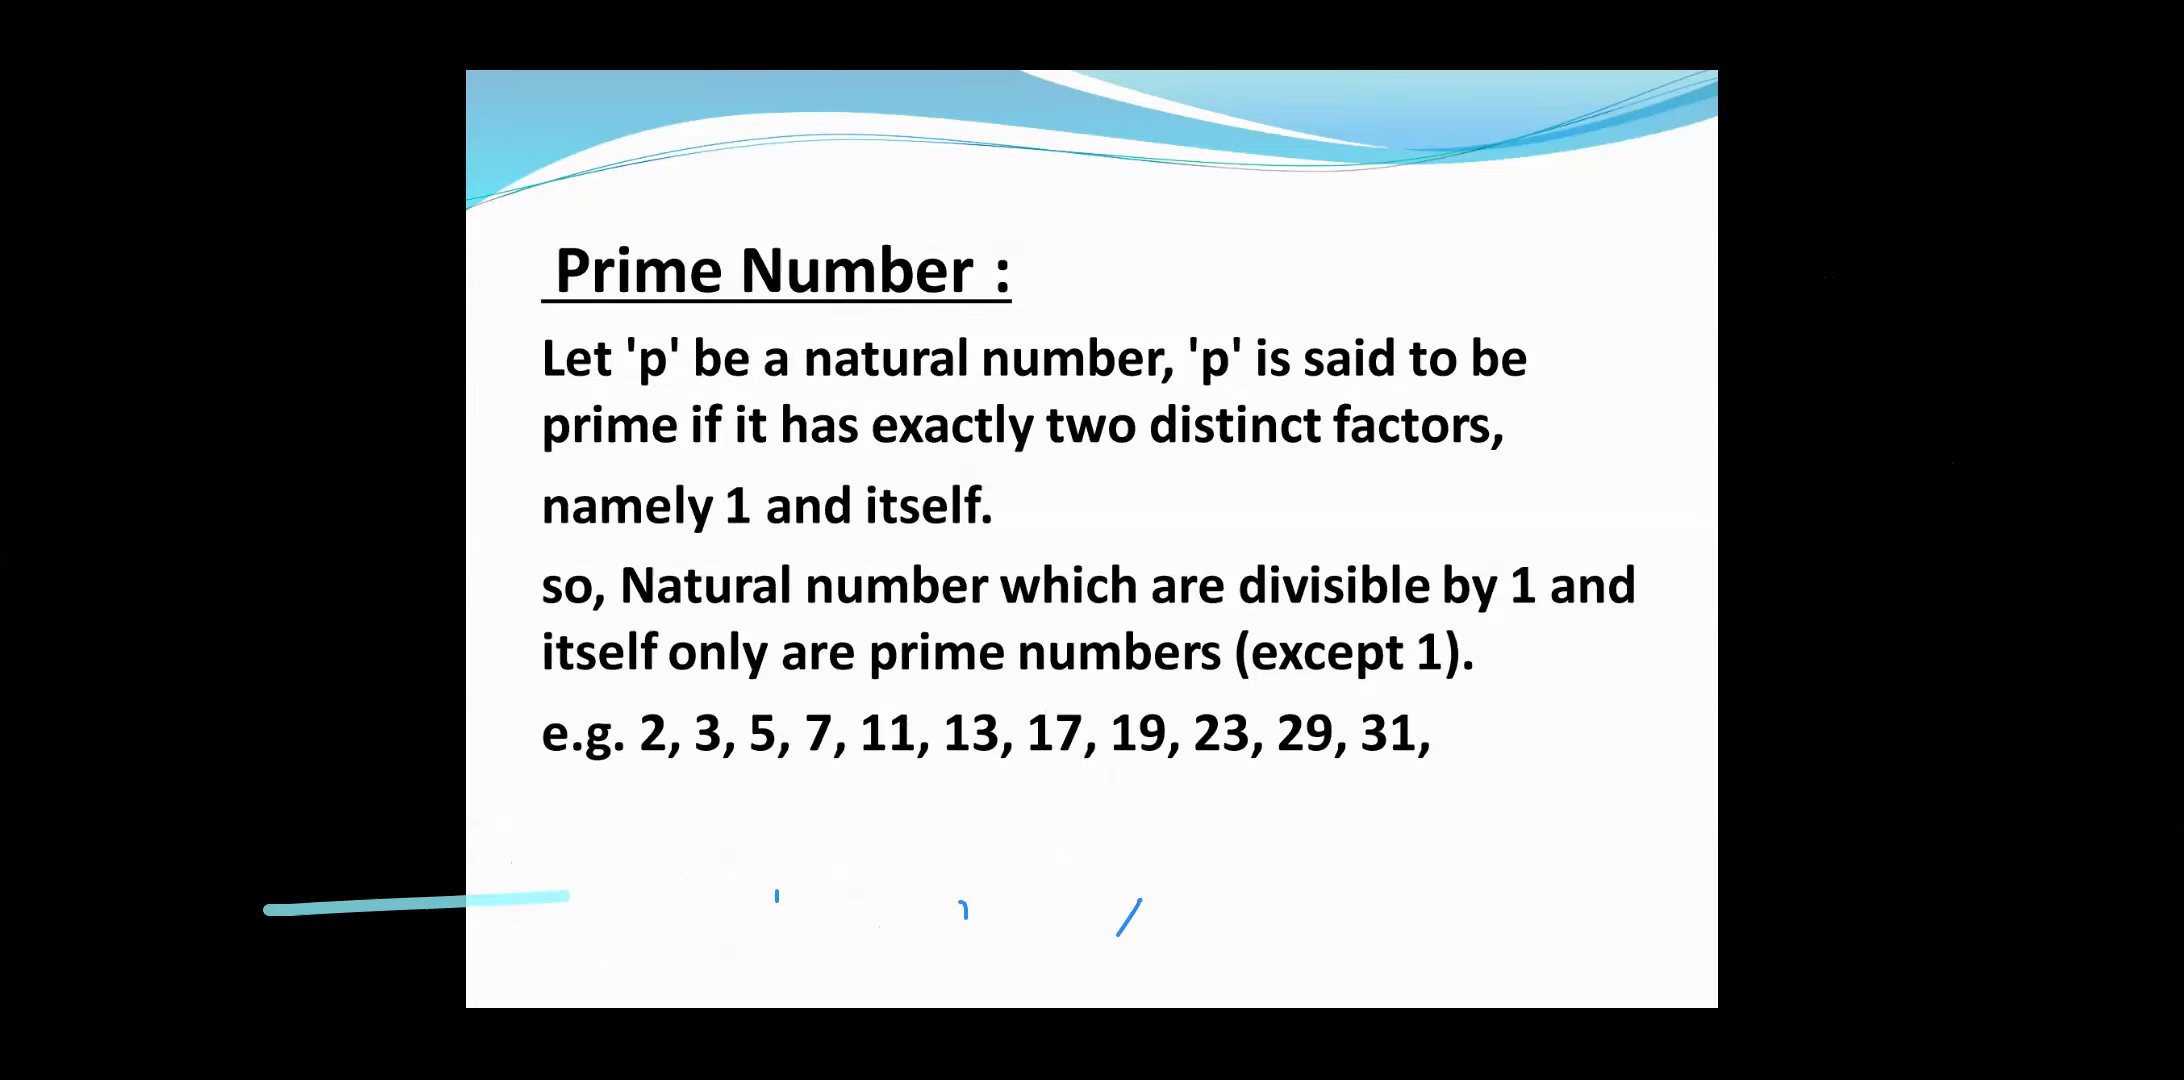 Prime Number :
Let 'p' be a natural number, 'p' is said to be
prime if it has exactly two distinct factors,
namely 1 and itself.
so, Natural number which are divisible by 1 and
itself only are prime numbers (except 1).
e.g. 2, 3, 5, 7, 11, 13, 17, 19, 23, 29, 31,